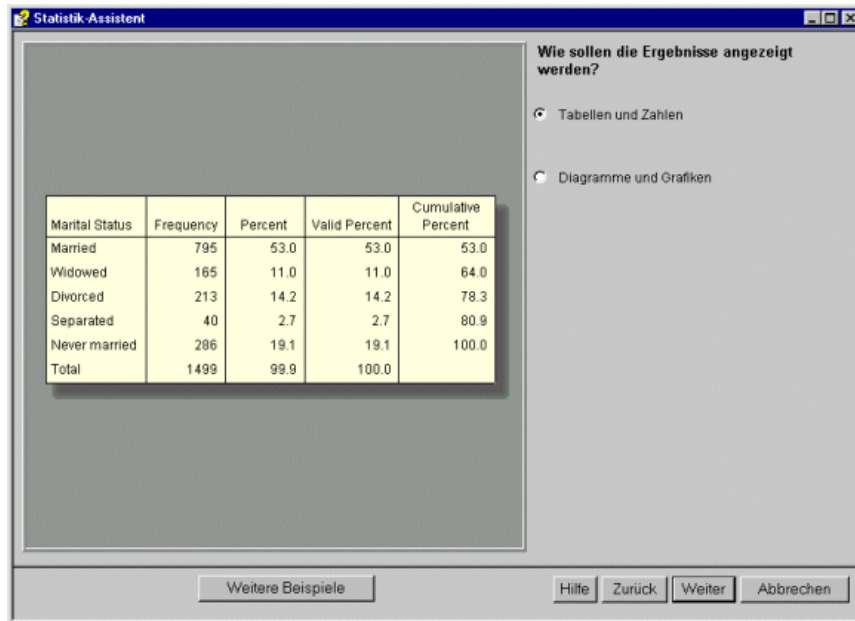 Statistik-Assistent
Wie sollen die Ergebnisse angezeigt
werden?
Tabellen und Zahlen
Diagramme und Grafiken
Marital Status Frequency Percent Valid Percent Cumulative Percent
Married 795 53.0 53.0 53.0
Widowed 165 11.0 11.0 64.0
Divorced 213 14.2 14.2 78.3
Separated 40 2.7 2.7 80.9
Never married 286 19.1 19.1 100.0
Total 1499 99.9 100.0
Weitere Beispiele Hilfe Zurück Weiter Abbrechen